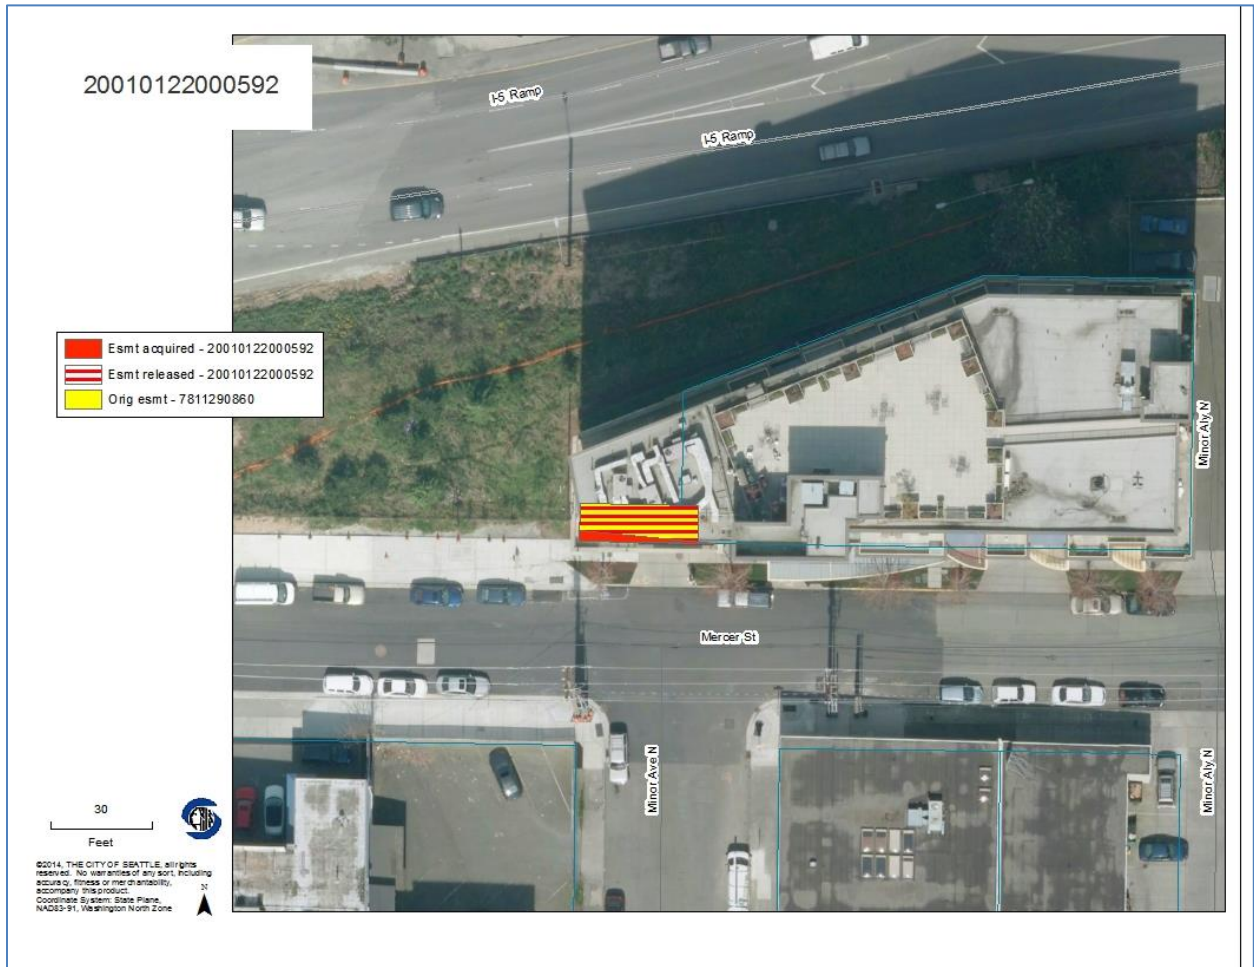 20010122000592
I-5 Ramp
I-5 Ramp
Esmt acquired - 20010122000592
Esmt released - 20010122000592
Orig esmt - 7811290860
Minor Aly N
Mercer St
Minor Ave N
Minor Aly N
30
Feet
©2014, THE CITY OF SEATTLE, all rights
reserved. No warranties of any sort, including
accuracy, fitness or merchantability,
accompany this product.
Coordinate System: State Plane,
NAD83-91, Washington North Zone
N